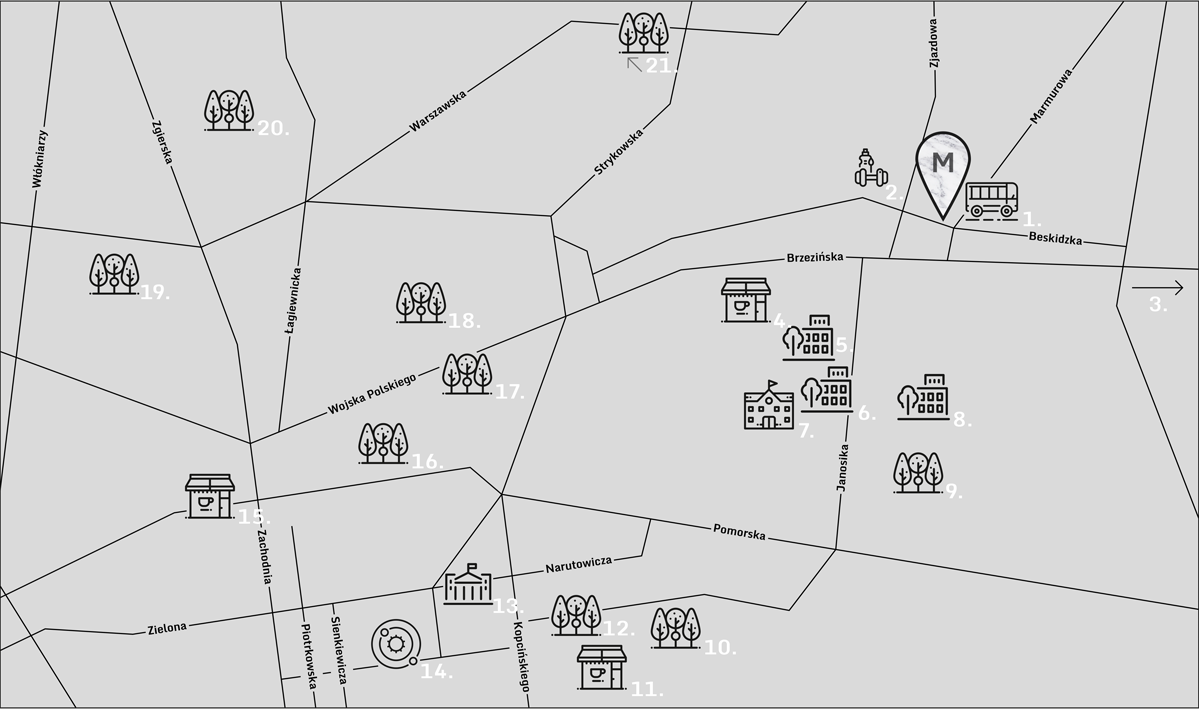 21.
Zjazdowa
Marmurowa
Warszawska
20.
Zgierska
Włókniarzy
Strykowska
M
2.
1.
Beskidzka
Brzezińska
3.
19.
Łagiewnicka
18.
4.
5.
Wojska Polskiego
17.
6.
7.
8.
16.
Janosika
9.
15.
Zachodnia
Pomorska
Narutowicza
13.
Zielona
Piotrkowska
Sienkiewicza
Kopcińskiego
12.
10.
14.
11.